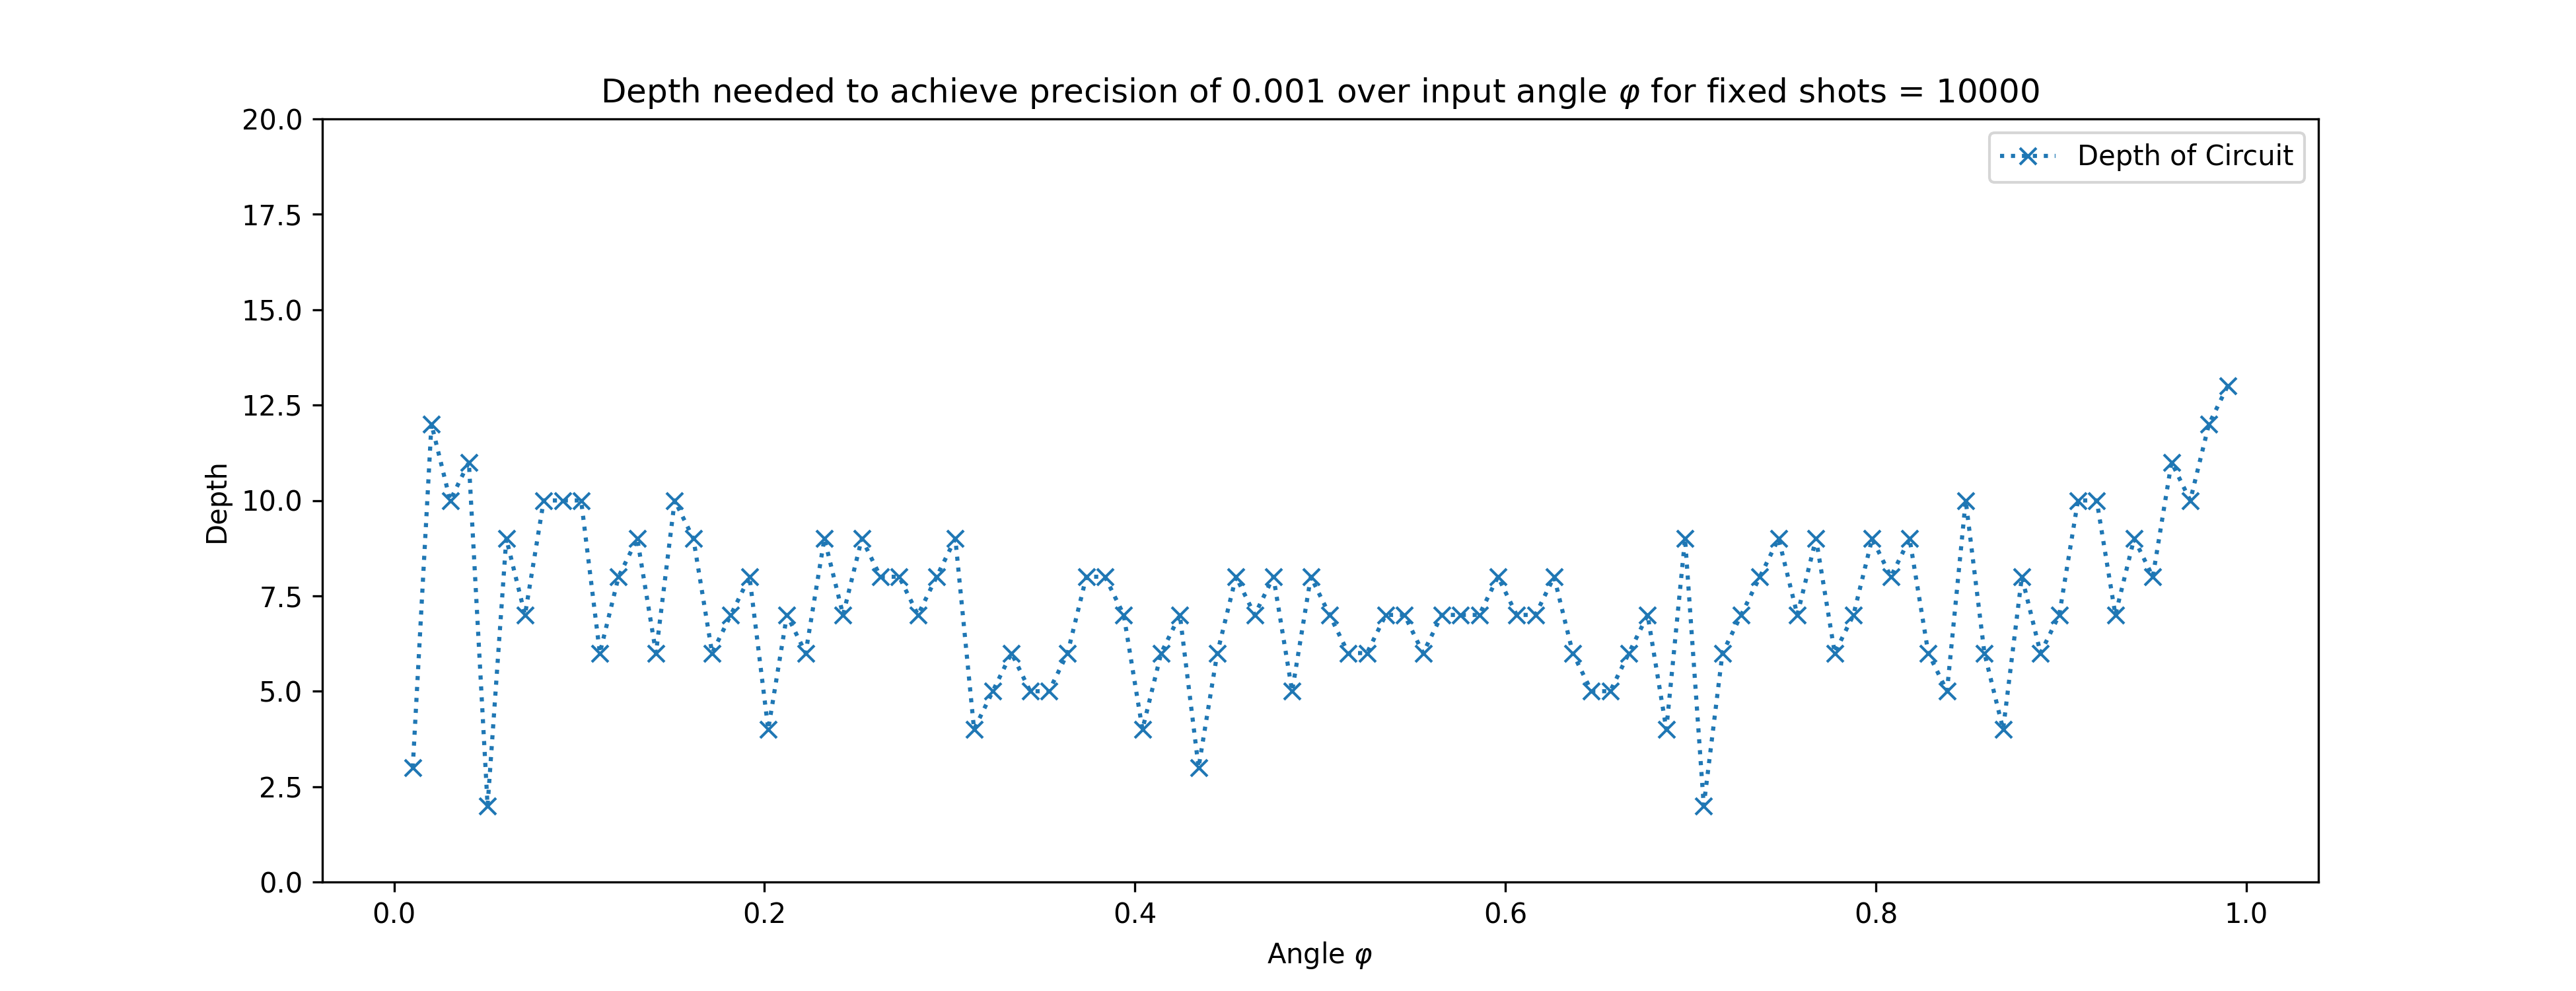 Depth needed to achieve precision of 0.001 over input angle φ for fixed shots = 10000
20.0
17.5
15.0
12.5
10.0
7.5
5.0
2.5
0.0
Depth
Depth of Circuit
0.0 0.2 0.4 0.6 0.8 1.0
Angle φ